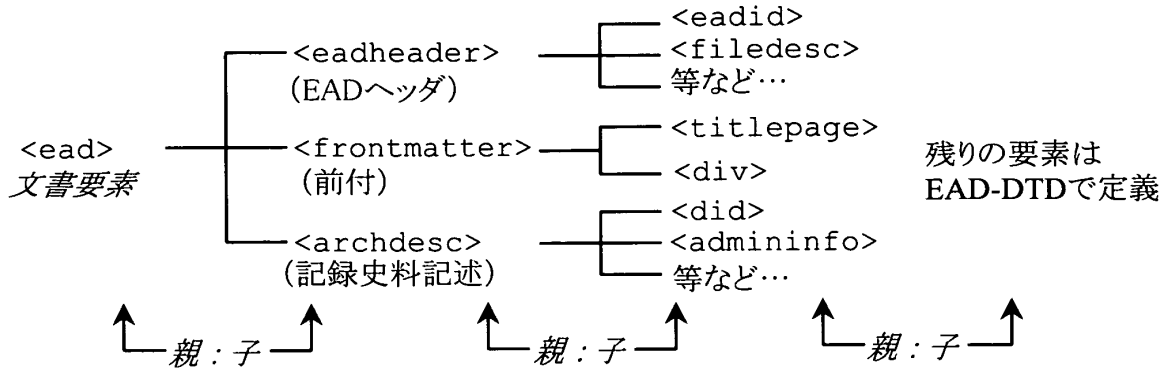 <ead>
文書要素
<eadheader>
(EADヘッダ)
<frontmatter>
(前付)
<archdesc>
(記録史料記述)
<eadid>
<filedesc>
等など…
<titlepage>
<div>
<did>
<admininfo>
等など…
残りの要素は
EAD-DTDで定義
親：子
親：子
親：子